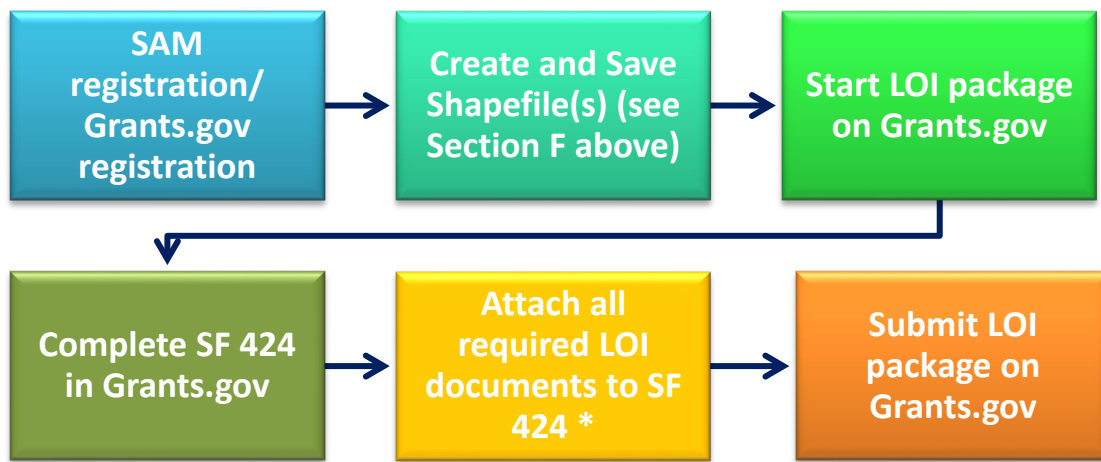 SAM
registration/
Grants.gov
registration
Create and Save
Shapefile(s) (see
Section F above)
Start LOI package
on Grants.gov
Complete SF 424
in Grants.gov
Attach all
required LOI
documents to SF
424 *
Submit LOI
package on
Grants.gov